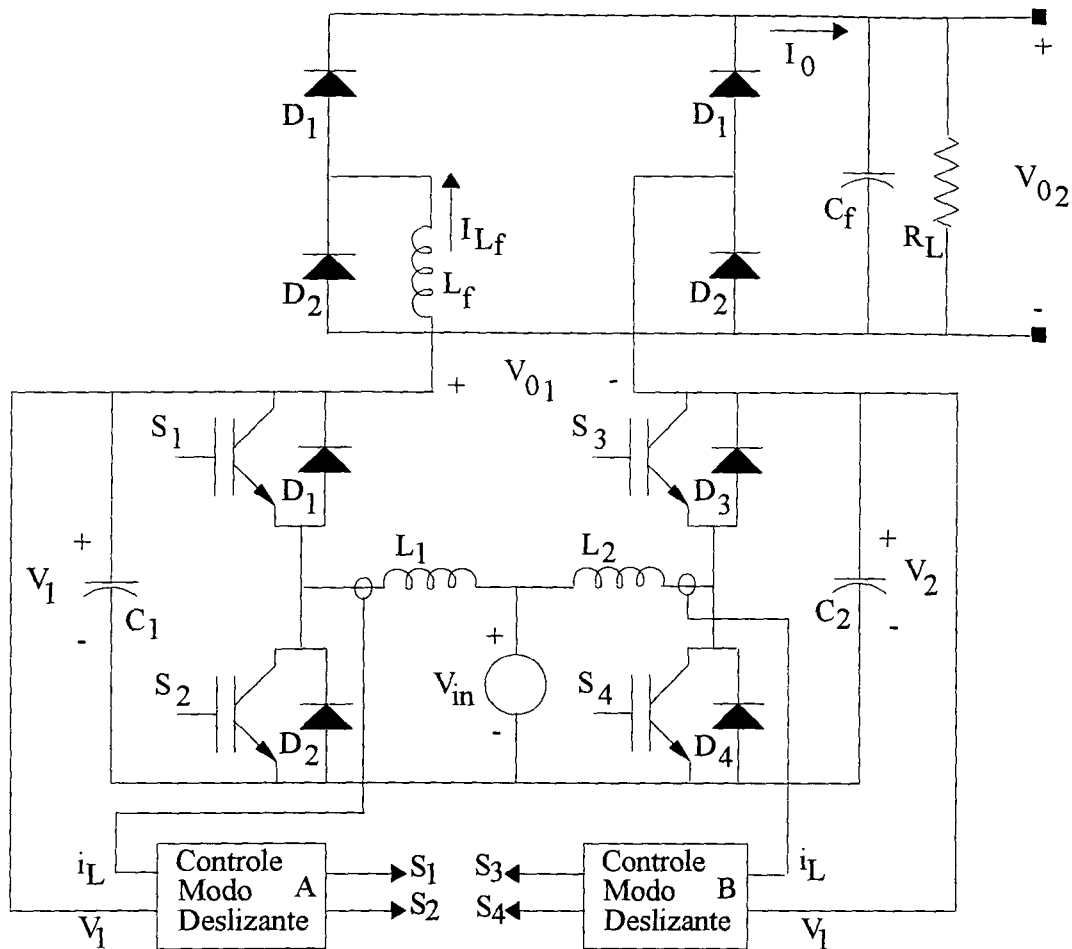 I0
+
D1
D1
V02
Cf
RL
ILf
Lf
D2
D2
-
+ V01 -
S1
S3
D1
D3
L1
L2
+
V1
C1
-
+
V2
C2
-
+
Vin
-
S2
S4
D2
D4
iL
Controle
Modo A
Deslizante
S1
S2
V1
S3
S4
Controle
Modo B
Deslizante
iL
V1